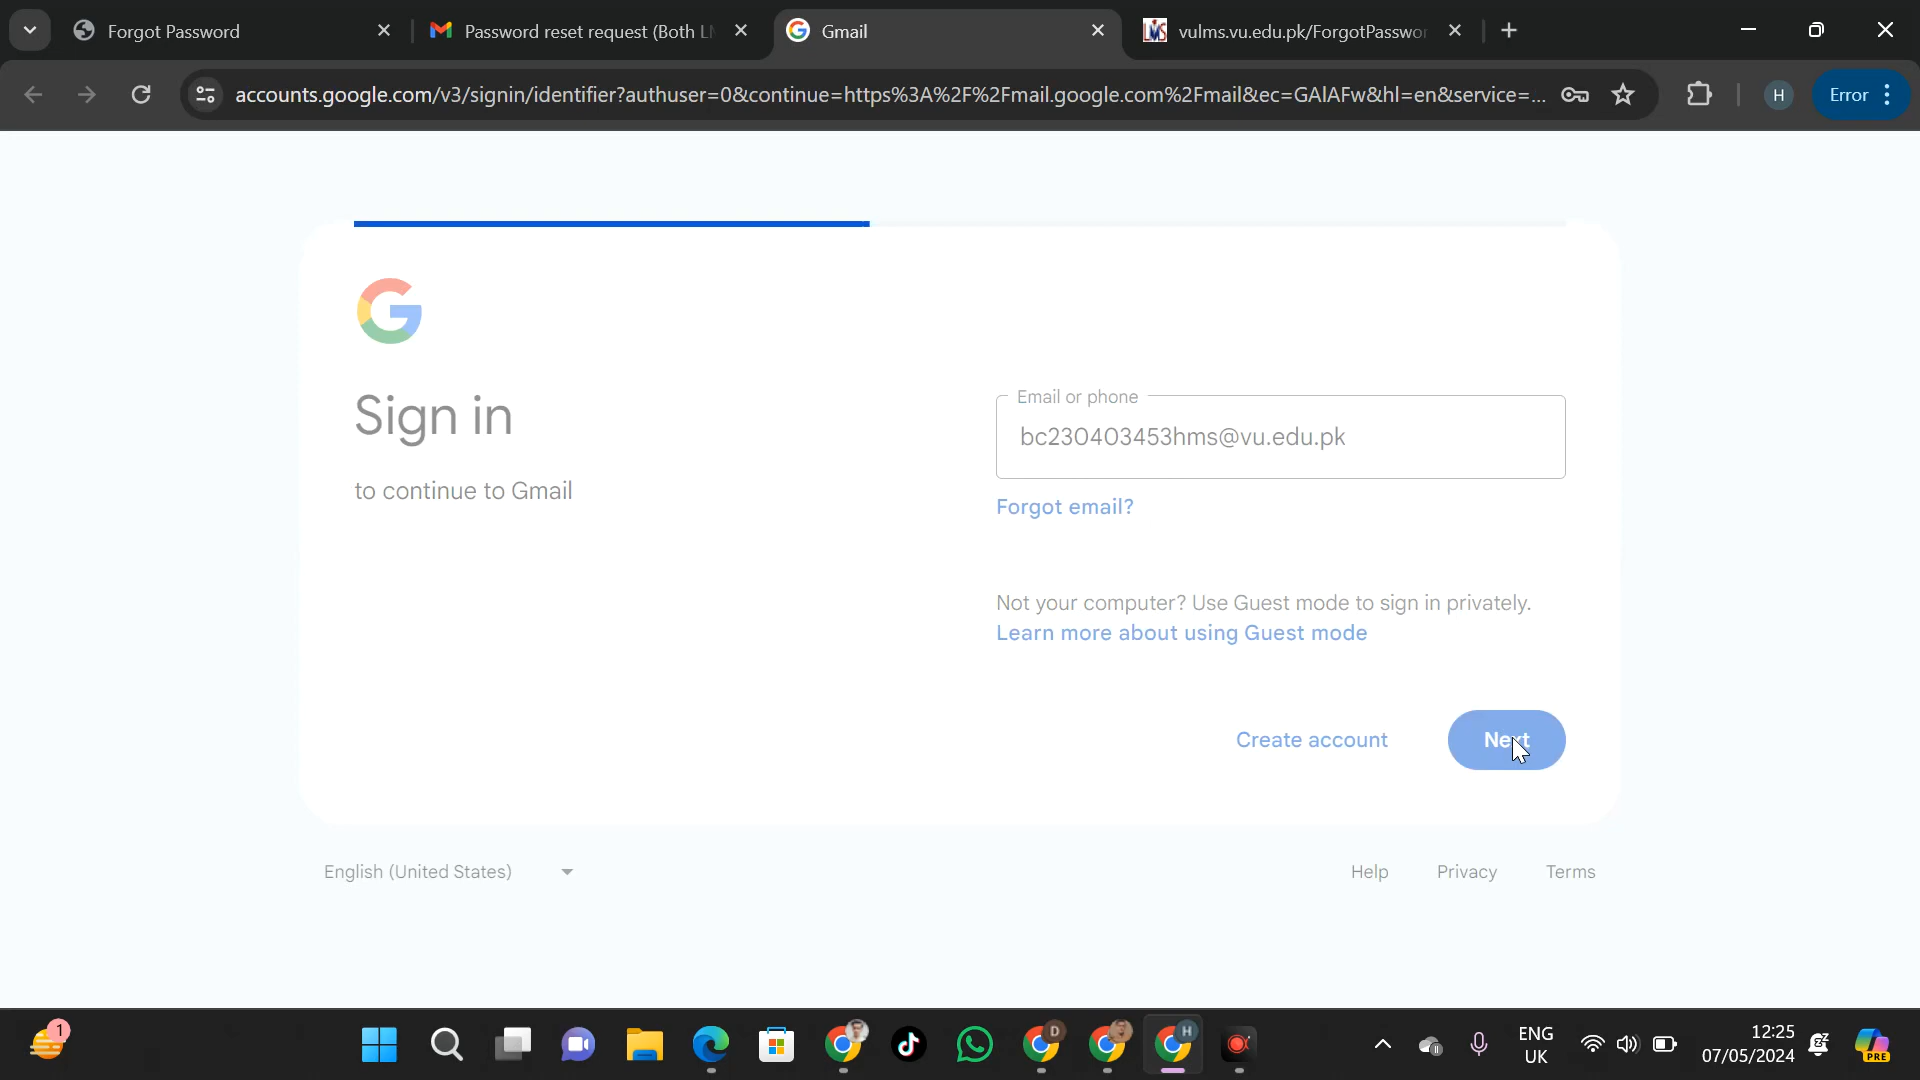 Forgot Password
Password reset request (Both L
Gmail
vulms.vu.edu.pk/ForgotPasswor
accounts.google.com/v3/signin/identifier?authuser=0&continue=https%3A%2F%2Fmail.google.com%2Fmail&ec=GAlAFw&hl=en&service=...
H
Error
Sign in
to continue to Gmail
Email or phone
bc230403453hms@vu.edu.pk
Forgot email?
Not your computer? Use Guest mode to sign in privately.
Learn more about using Guest mode
Create account
Next
English (United States)
Help
Privacy
Terms
1
D
H
ENG
UK
12:25
07/05/2024
PRE